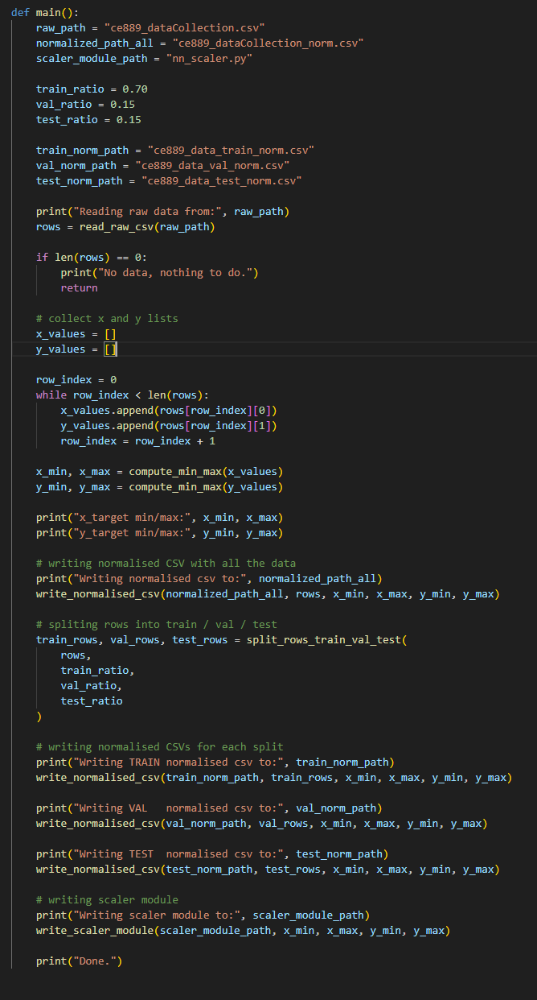 def main():
    raw_path = "ce889_dataCollection.csv"
    normalized_path_all = "ce889_dataCollection_norm.csv"
    scaler_module_path = "nn_scaler.py"

    train_ratio = 0.70
    val_ratio = 0.15
    test_ratio = 0.15

    train_norm_path = "ce889_data_train_norm.csv"
    val_norm_path = "ce889_data_val_norm.csv"
    test_norm_path = "ce889_data_test_norm.csv"

    print("Reading raw data from:", raw_path)
    rows = read_raw_csv(raw_path)

    if len(rows) == 0:
        print("No data, nothing to do.")
        return

    # collect x and y lists
    x_values = []
    y_values = []

    row_index = 0
    while row_index < len(rows):
        x_values.append(rows[row_index][0])
        y_values.append(rows[row_index][1])
        row_index = row_index + 1

    x_min, x_max = compute_min_max(x_values)
    y_min, y_max = compute_min_max(y_values)

    print("x_target min/max:", x_min, x_max)
    print("y_target min/max:", y_min, y_max)

    # writing normalised CSV with all the data
    print("Writing normalised csv to:", normalized_path_all)
    write_normalised_csv(normalized_path_all, rows, x_min, x_max, y_min, y_max)

    # spliting rows into train / val / test
    train_rows, val_rows, test_rows = split_rows_train_val_test(
        rows,
        train_ratio,
        val_ratio,
        test_ratio
    )

    # writing normalised CSVs for each split
    print("Writing TRAIN normalised csv to:", train_norm_path)
    write_normalised_csv(train_norm_path, train_rows, x_min, x_max, y_min, y_max)

    print("Writing VAL   normalised csv to:", val_norm_path)
    write_normalised_csv(val_norm_path, val_rows, x_min, x_max, y_min, y_max)

    print("Writing TEST  normalised csv to:", test_norm_path)
    write_normalised_csv(test_norm_path, test_rows, x_min, x_max, y_min, y_max)

    # writing scaler module
    print("Writing scaler module to:", scaler_module_path)
    write_scaler_module(scaler_module_path, x_min, x_max, y_min, y_max)

    print("Done.")